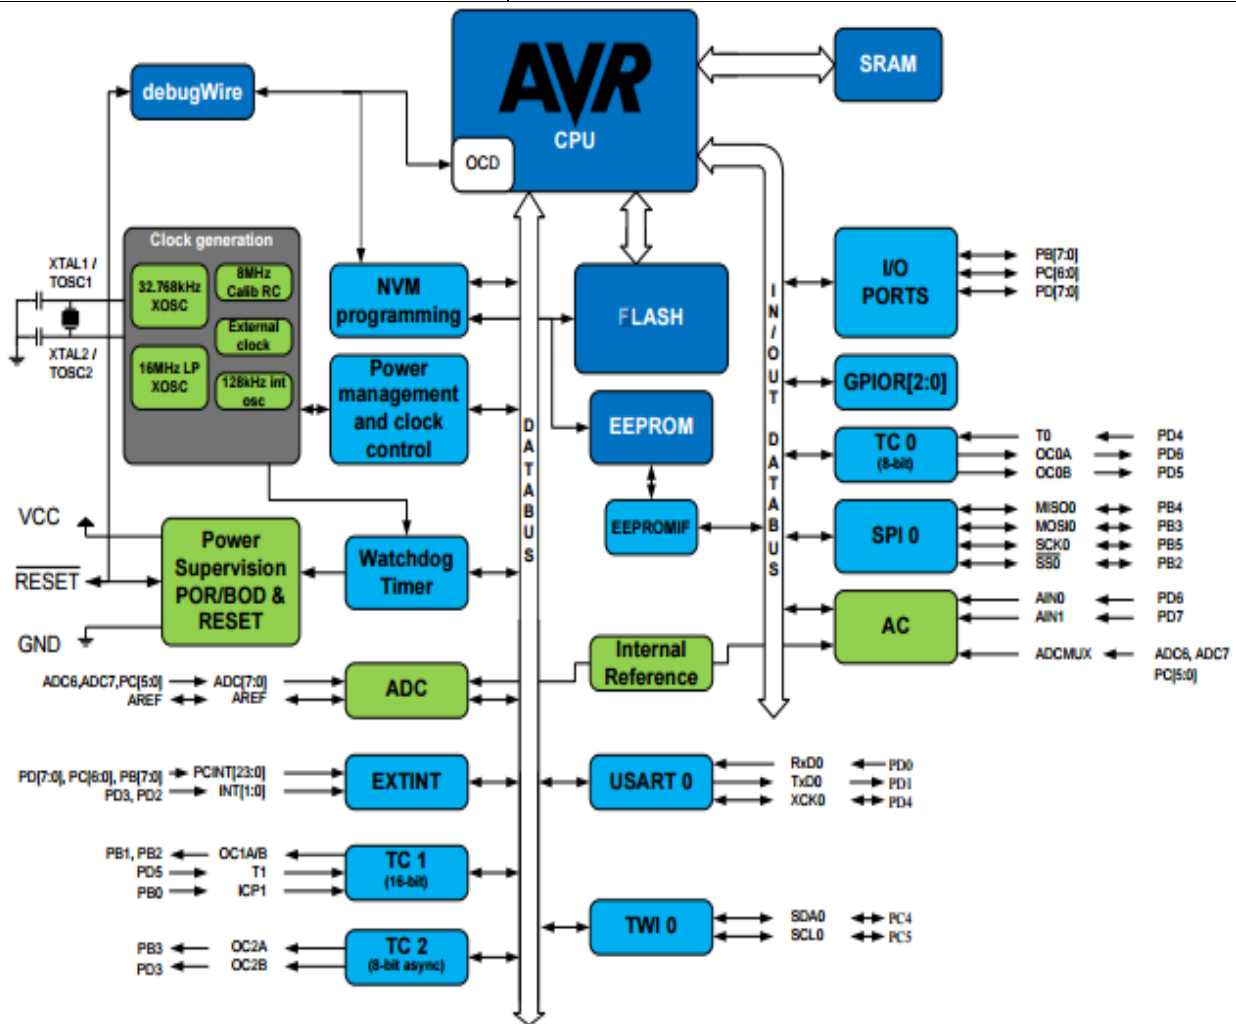 AVR
CPU
OCD
SRAM
debugWire
Clock generation
XTAL1 /
TOSC1
32.768kHz
XOSC
8MHz
Calib RC
External
clock
XTAL2 /
TOSC2
16MHz LP
XOSC
128kHz int
osc
NVM
programming
FLASH
Power
management
and clock
control
EEPROM
EEPROMIF
DATABUS
IN/OUT DATABUS
I/O
PORTS
PB[7:0]
PC[6:0]
PD[7:0]
GPIOR[2:0]
TC 0
(8-bit)
T0 PD4
OC0A PD6
OC0B PD5
SPI 0
MISO0 PB4
MOSI0 PB3
SCK0 PB5
SS0 PB2
AC
AIN0 PD6
AIN1 PD7
ADCMUX ADC6, ADC7
PC[5:0]
VCC
RESET
GND
Power
Supervision
POR/BOD &
RESET
Watchdog
Timer
Internal
Reference
ADC6,ADC7,PC[5:0] ADC[7:0]
AREF AREF
ADC
PD[7:0], PC[6:0], PB[7:0] PCINT[23:0]
PD3, PD2 INT[1:0]
EXTINT
USART 0
RxD0 PD0
TxD0 PD1
XCK0 PD4
PB1, PB2 OC1A/B
PD5 T1
PB0 ICP1
TC 1
(16-bit)
TWI 0
SDA0 PC4
SCL0 PC5
PB3 OC2A
PD3 OC2B
TC 2
(8-bit async)